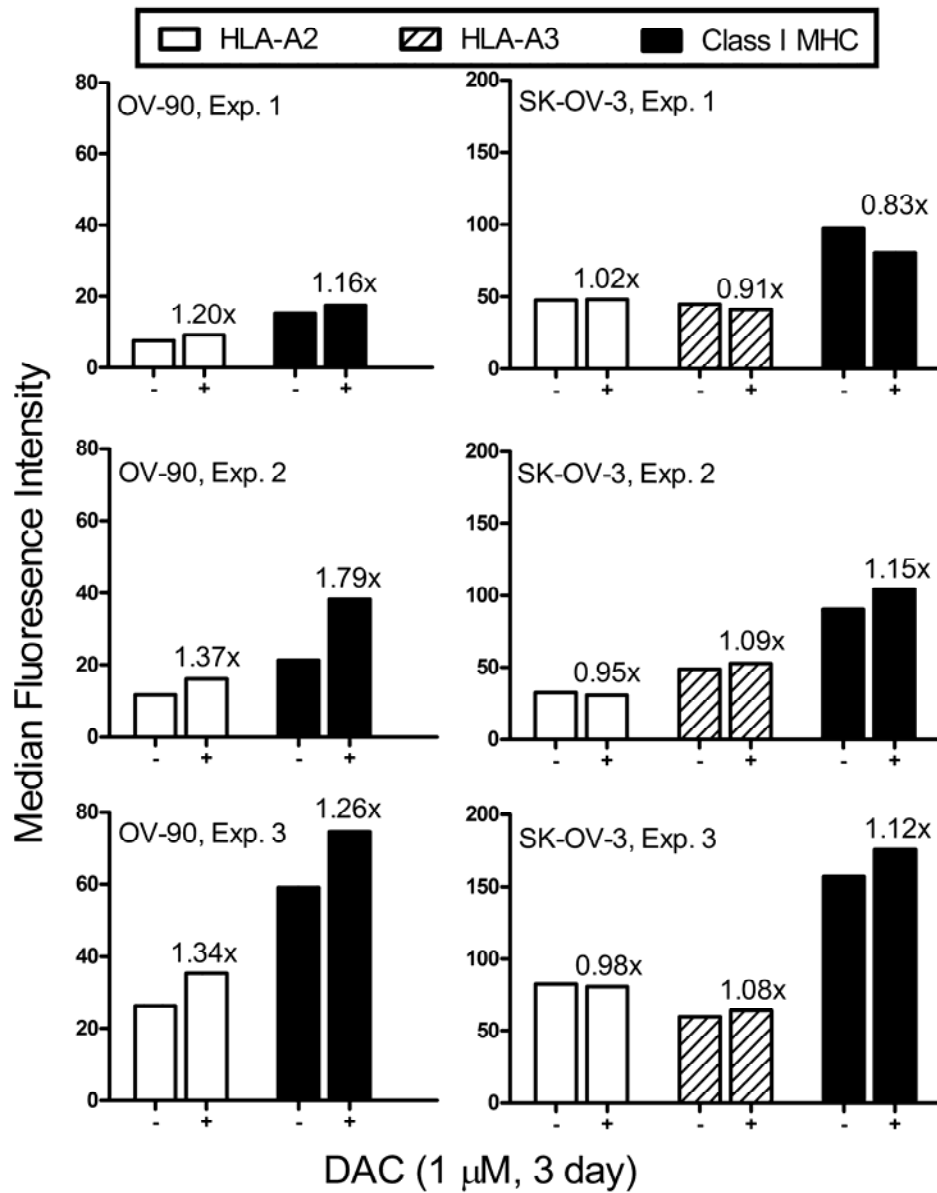 HLA-A2 HLA-A3 Class I MHC
Median Fluoresence Intensity
OV-90, Exp. 1
80
60
40
20
0
1.20x
1.16x
- + - +
SK-OV-3, Exp. 1
200
150
100
50
0
1.02x
0.91x
0.83x
- + - + - +
OV-90, Exp. 2
80
60
40
20
0
1.37x
1.79x
- + - +
SK-OV-3, Exp. 2
200
150
100
50
0
0.95x
1.09x
1.15x
- + - + - +
OV-90, Exp. 3
80
60
40
20
0
1.34x
1.26x
- + - +
SK-OV-3, Exp. 3
200
150
100
50
0
0.98x
1.08x
1.12x
- + - + - +
DAC (1 μM, 3 day)